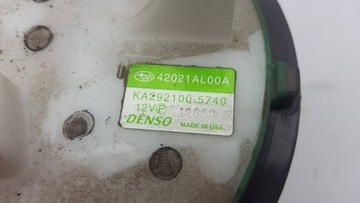 42021AL00A
KA292100-5740
12V Ⓟ
DENSO MADE IN USA